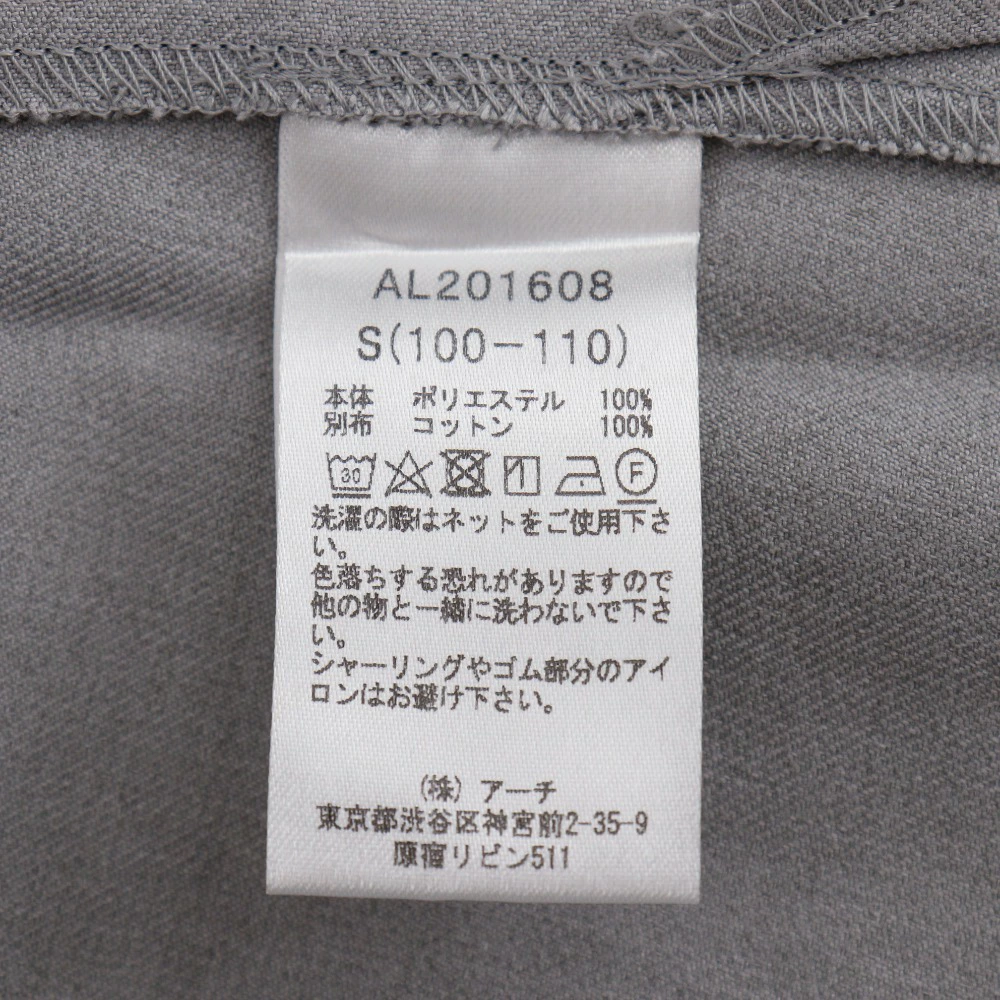 AL201608
S(100-110)
本体 ポリエステル 100%
別布 コットン 100%
30 F
洗濯の際はネットをご使用下さ
い。
色落ちする恐れがありますので
他の物と一緒に洗わないで下さ
い。
シャーリングやゴム部分のアイ
ロンはお避け下さい。
(株) アーチ
東京都渋谷区神宮前2-35-9
原宿リビン511